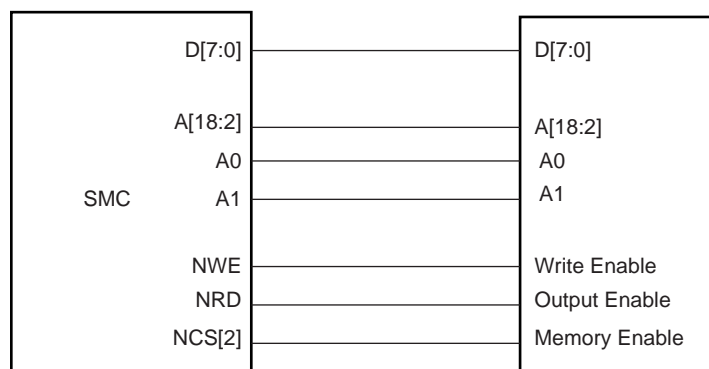 D[7:0] D[7:0]
A[18:2] A[18:2]
A0 A0
SMC A1 A1
NWE Write Enable
NRD Output Enable
NCS[2] Memory Enable